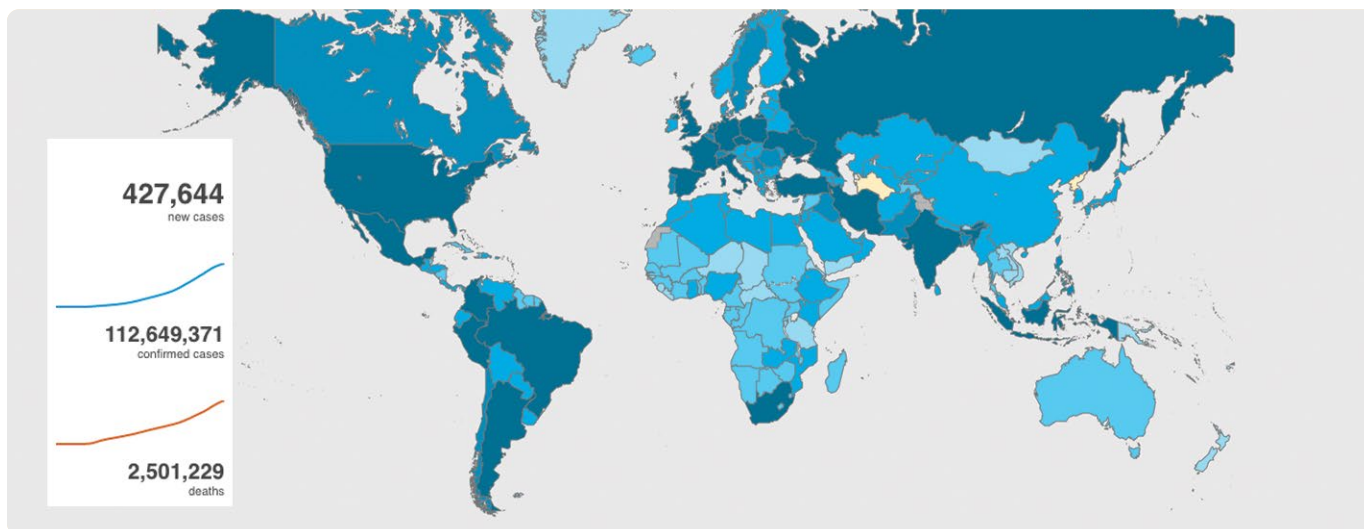 427,644
new cases
112,649,371
confirmed cases
2,501,229
deaths